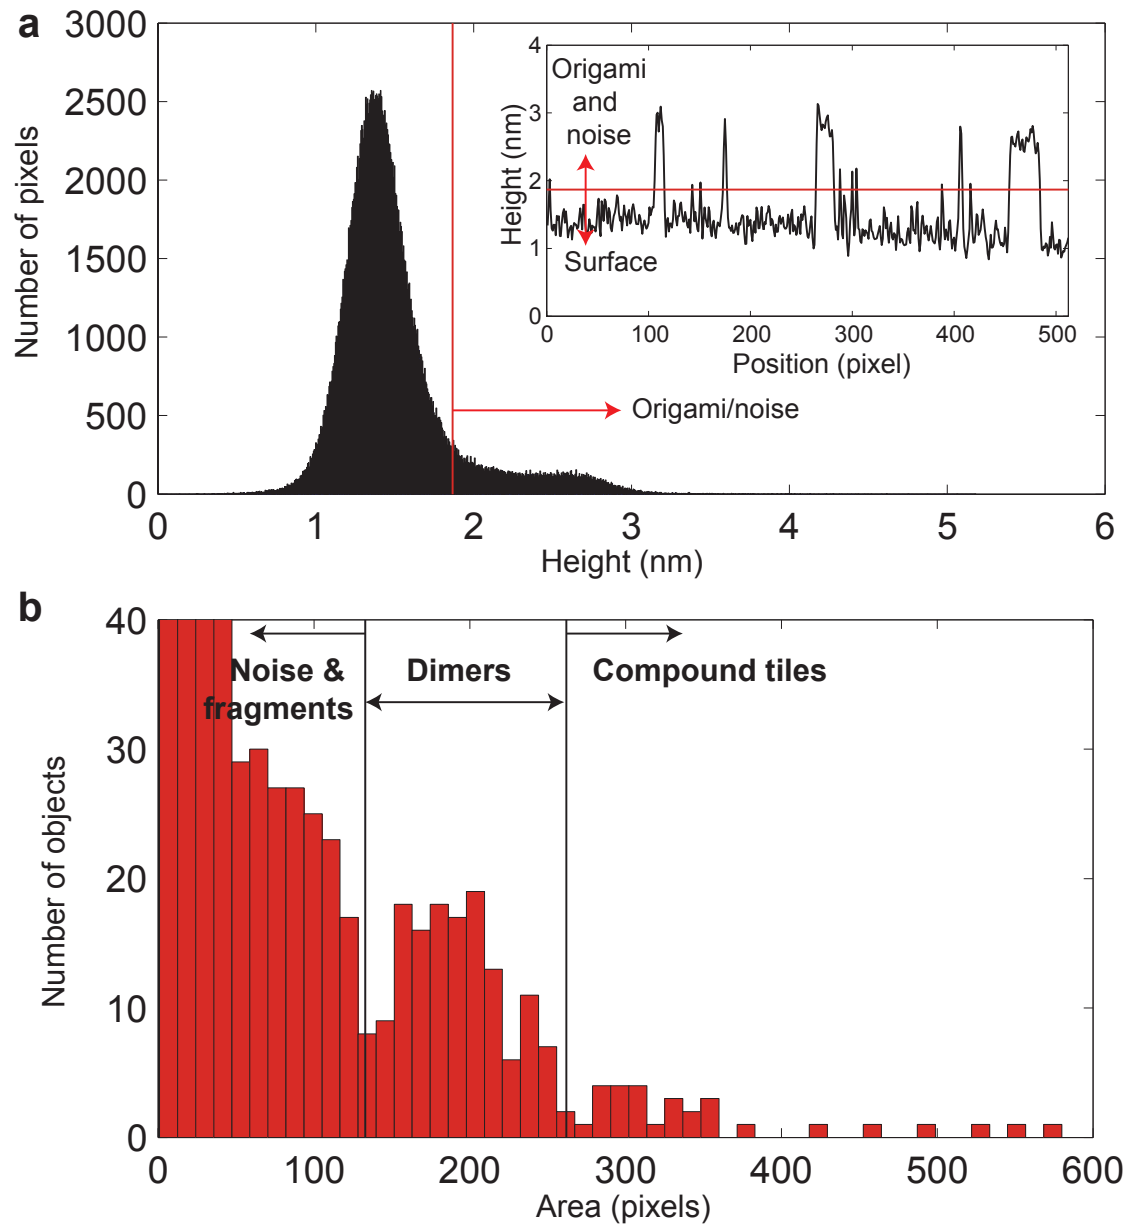 a
3000
2500
2000
1500
1000
500
0
Number of pixels
0 1 2 3 4 5 6
Height (nm)
Origami/noise
4
3
2
1
0
Height (nm)
Origami
and
noise
Surface
0 100 200 300 400 500
Position (pixel)
b
40
30
20
10
0
Number of objects
Noise &
fragments
Dimers
Compound tiles
0 100 200 300 400 500 600
Area (pixels)